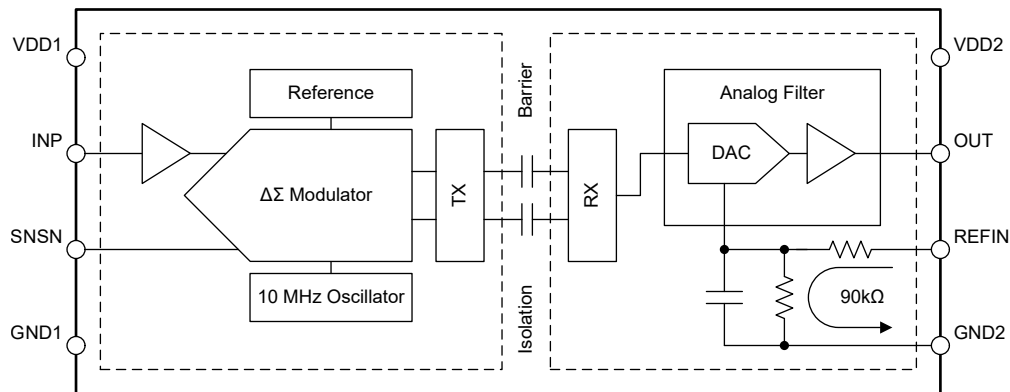 VDD1
INP
SNSN
GND1
Reference
ΔΣ Modulator
10 MHz Oscillator
TX
Isolation Barrier
RX
Analog Filter
DAC
90kΩ
VDD2
OUT
REFIN
GND2